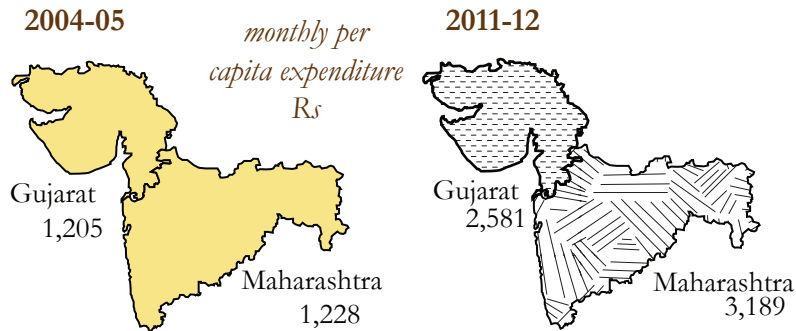 2004-05
monthly per
capita expenditure
Rs
2011-12
Gujarat
1,205
Maharashtra
1,228
Gujarat
2,581
Maharashtra
3,189